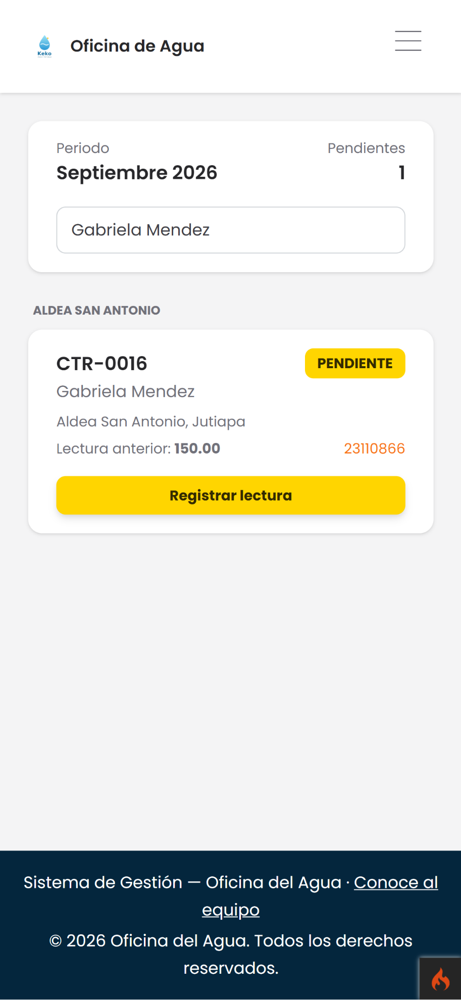 Keko
Oficina de Agua
Periodo
Pendientes
Septiembre 2026
1
Gabriela Mendez
ALDEA SAN ANTONIO
CTR-0016
PENDIENTE
Gabriela Mendez
Aldea San Antonio, Jutiapa
Lectura anterior: 150.00
23110866
Registrar lectura
Sistema de Gestión — Oficina del Agua · Conoce al
equipo
© 2026 Oficina del Agua. Todos los derechos
reservados.